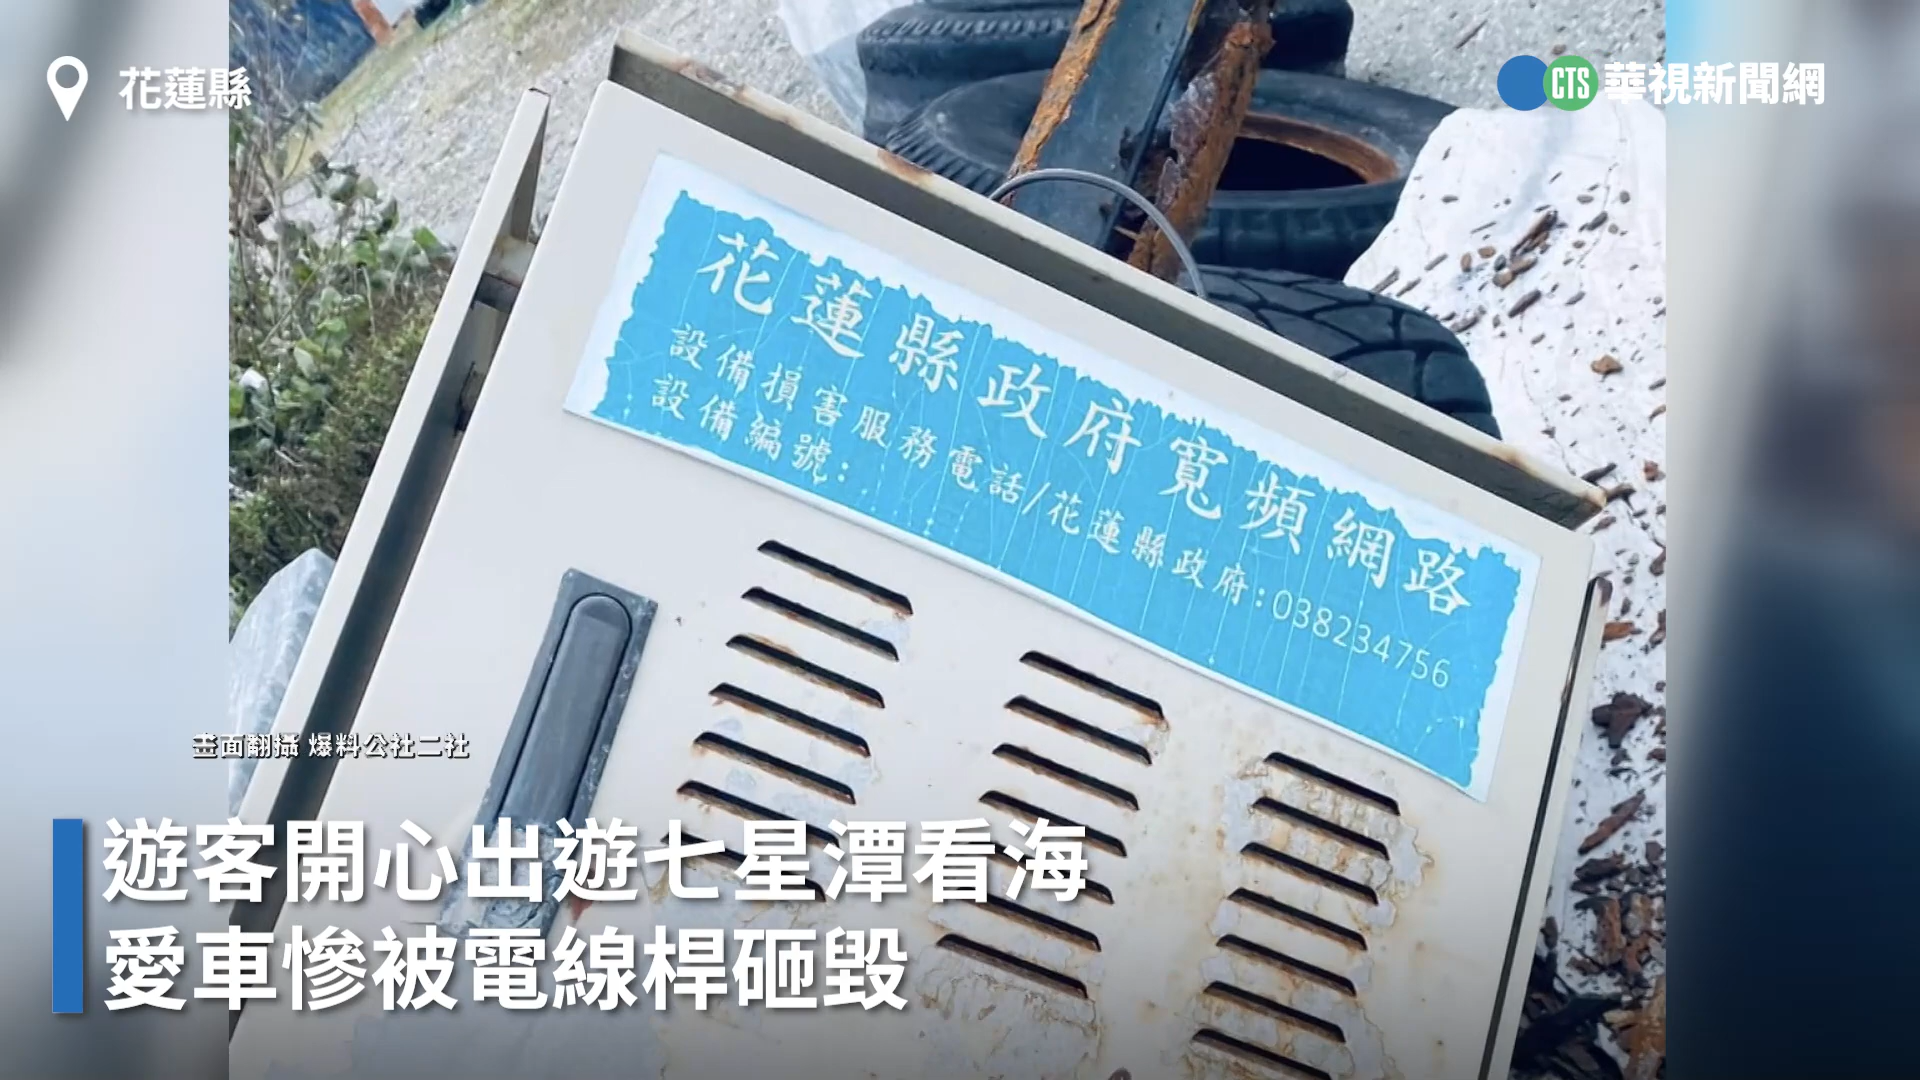 花蓮縣
CTS 華視新聞網
花蓮縣政府寬頻網路
設備損害服務電話/花蓮縣政府:038234756
設備編號:
畫面翻攝 爆料公社二社
遊客開心出遊七星潭看海
愛車慘被電線桿砸毀